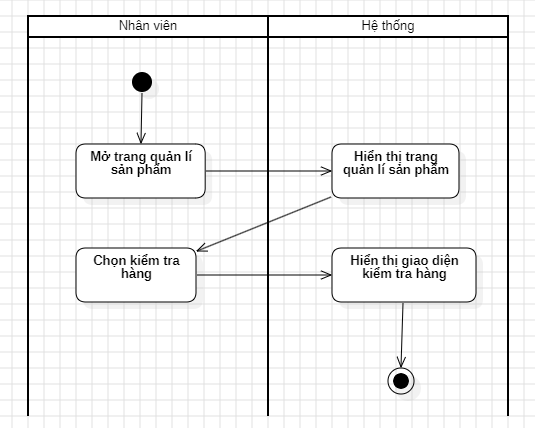 Nhân viên
Hệ thống
Mở trang quản lí
sản phẩm
Hiển thị trang
quản lí sản phẩm
Chọn kiểm tra
hàng
Hiển thị giao diện
kiểm tra hàng